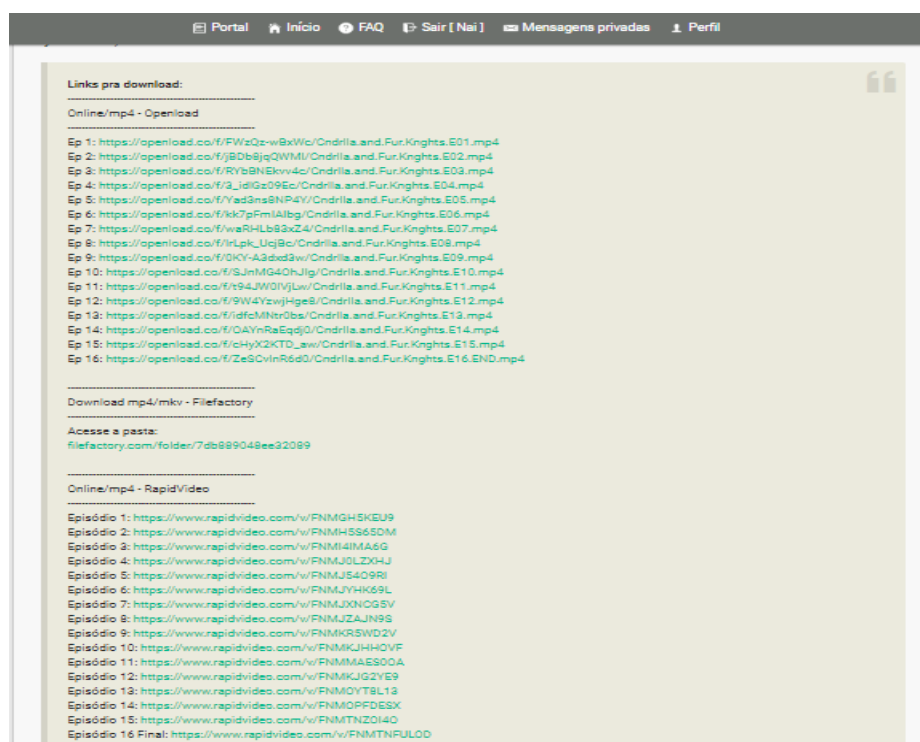 Portal Início FAQ Sair [ Nai ] Mensagens privadas Perfil
Links pra download:
Online/mp4 - Openload
Ep 1: https://openload.co/f/FWzQz-wBxWc/Cndrlla.and.Fur.Knghts.E01.mp4
Ep 2: https://openload.co/f/jBDb8jqQWMI/Cndrlla.and.Fur.Knghts.E02.mp4
Ep 3: https://openload.co/f/RYbBNEkvv4c/Cndrlla.and.Fur.Knghts.E03.mp4
Ep 4: https://openload.co/f/3_idlGz09Ec/Cndrlla.and.Fur.Knghts.E04.mp4
Ep 5: https://openload.co/f/Yad3ns8NP4Y/Cndrlla.and.Fur.Knghts.E05.mp4
Ep 6: https://openload.co/f/kk7pFmIAIbg/Cndrlla.and.Fur.Knghts.E06.mp4
Ep 7: https://openload.co/f/waRHLb83xZ4/Cndrlla.and.Fur.Knghts.E07.mp4
Ep 8: https://openload.co/f/lrLpk_UcjBc/Cndrlla.and.Fur.Knghts.E08.mp4
Ep 9: https://openload.co/f/0KY-A3dxd3w/Cndrlla.and.Fur.Knghts.E09.mp4
Ep 10: https://openload.co/f/SJnMG4OhJlg/Cndrlla.and.Fur.Knghts.E10.mp4
Ep 11: https://openload.co/f/t94JW0lVjLw/Cndrlla.and.Fur.Knghts.E11.mp4
Ep 12: https://openload.co/f/9W4YzwjHge8/Cndrlla.and.Fur.Knghts.E12.mp4
Ep 13: https://openload.co/f/idfcMNtr0bs/Cndrlla.and.Fur.Knghts.E13.mp4
Ep 14: https://openload.co/f/OAYnRaEqdj0/Cndrlla.and.Fur.Knghts.E14.mp4
Ep 15: https://openload.co/f/cHyX2KTD_aw/Cndrlla.and.Fur.Knghts.E15.mp4
Ep 16: https://openload.co/f/ZeSCvlnR6d0/Cndrlla.and.Fur.Knghts.E16.END.mp4
Download mp4/mkv - Filefactory
Acesse a pasta:
filefactory.com/folder/7db889048ee32089
Online/mp4 - RapidVideo
Episódio 1: https://www.rapidvideo.com/v/FNMGH5KEU9
Episódio 2: https://www.rapidvideo.com/v/FNMH5S65DM
Episódio 3: https://www.rapidvideo.com/v/FNMI4IMA6G
Episódio 4: https://www.rapidvideo.com/v/FNMJ0LZXHJ
Episódio 5: https://www.rapidvideo.com/v/FNMJ54O9RI
Episódio 6: https://www.rapidvideo.com/v/FNMJYHK69L
Episódio 7: https://www.rapidvideo.com/v/FNMJXNCG5V
Episódio 8: https://www.rapidvideo.com/v/FNMJZAJN9S
Episódio 9: https://www.rapidvideo.com/v/FNMKR5WD2V
Episódio 10: https://www.rapidvideo.com/v/FNMKJHHOVF
Episódio 11: https://www.rapidvideo.com/v/FNMMAES0OA
Episódio 12: https://www.rapidvideo.com/v/FNMKJG2YE9
Episódio 13: https://www.rapidvideo.com/v/FNMOYT8L13
Episódio 14: https://www.rapidvideo.com/v/FNMOPFDESX
Episódio 15: https://www.rapidvideo.com/v/FNMTNZ0I4O
Episódio 16 Final: https://www.rapidvideo.com/v/FNMTNFUL0D